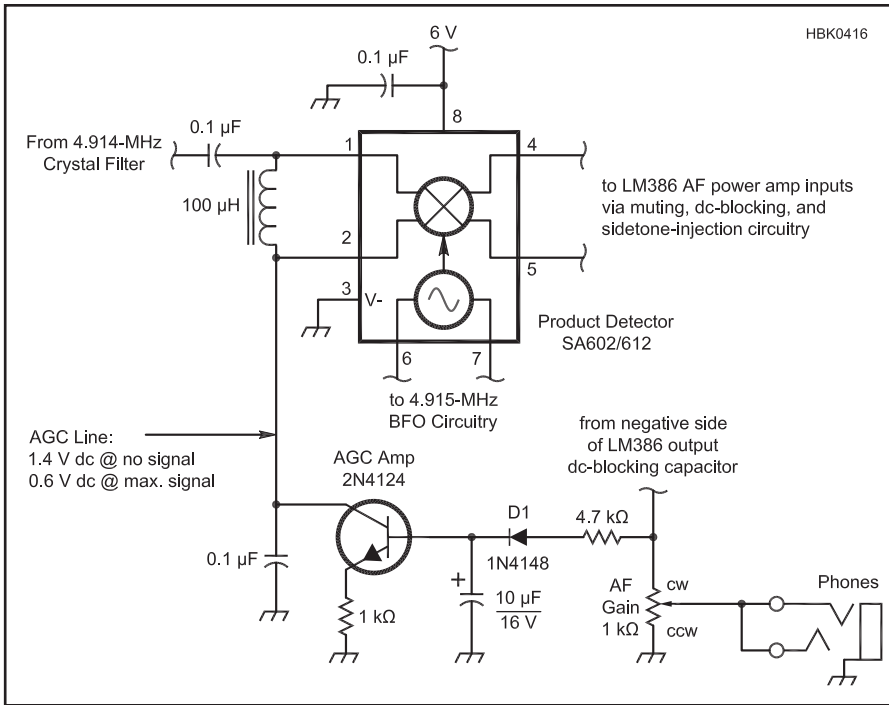 HBK0416
6 V
0.1 µF
8
0.1 µF
From 4.914-MHz
Crystal Filter
1
4
100 µH
to LM386 AF power amp inputs
via muting, dc-blocking, and
sidetone-injection circuitry
2
5
3
V-
Product Detector
SA602/612
6
7
to 4.915-MHz
BFO Circuitry
from negative side
of LM386 output
dc-blocking capacitor
AGC Line:
1.4 V dc @ no signal
0.6 V dc @ max. signal
AGC Amp
2N4124
D1
4.7 kΩ
1N4148
0.1 µF
+
10 µF
16 V
1 kΩ
AF
Gain
1 kΩ
cw
ccw
Phones